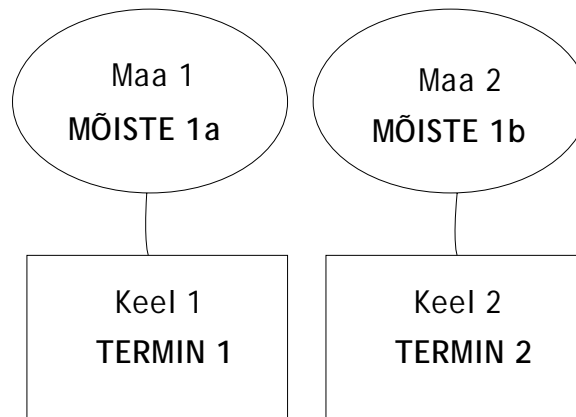 Maa 1
MÕISTE 1a
Maa 2
MÕISTE 1b
Keel 1
TERMIN 1
Keel 2
TERMIN 2